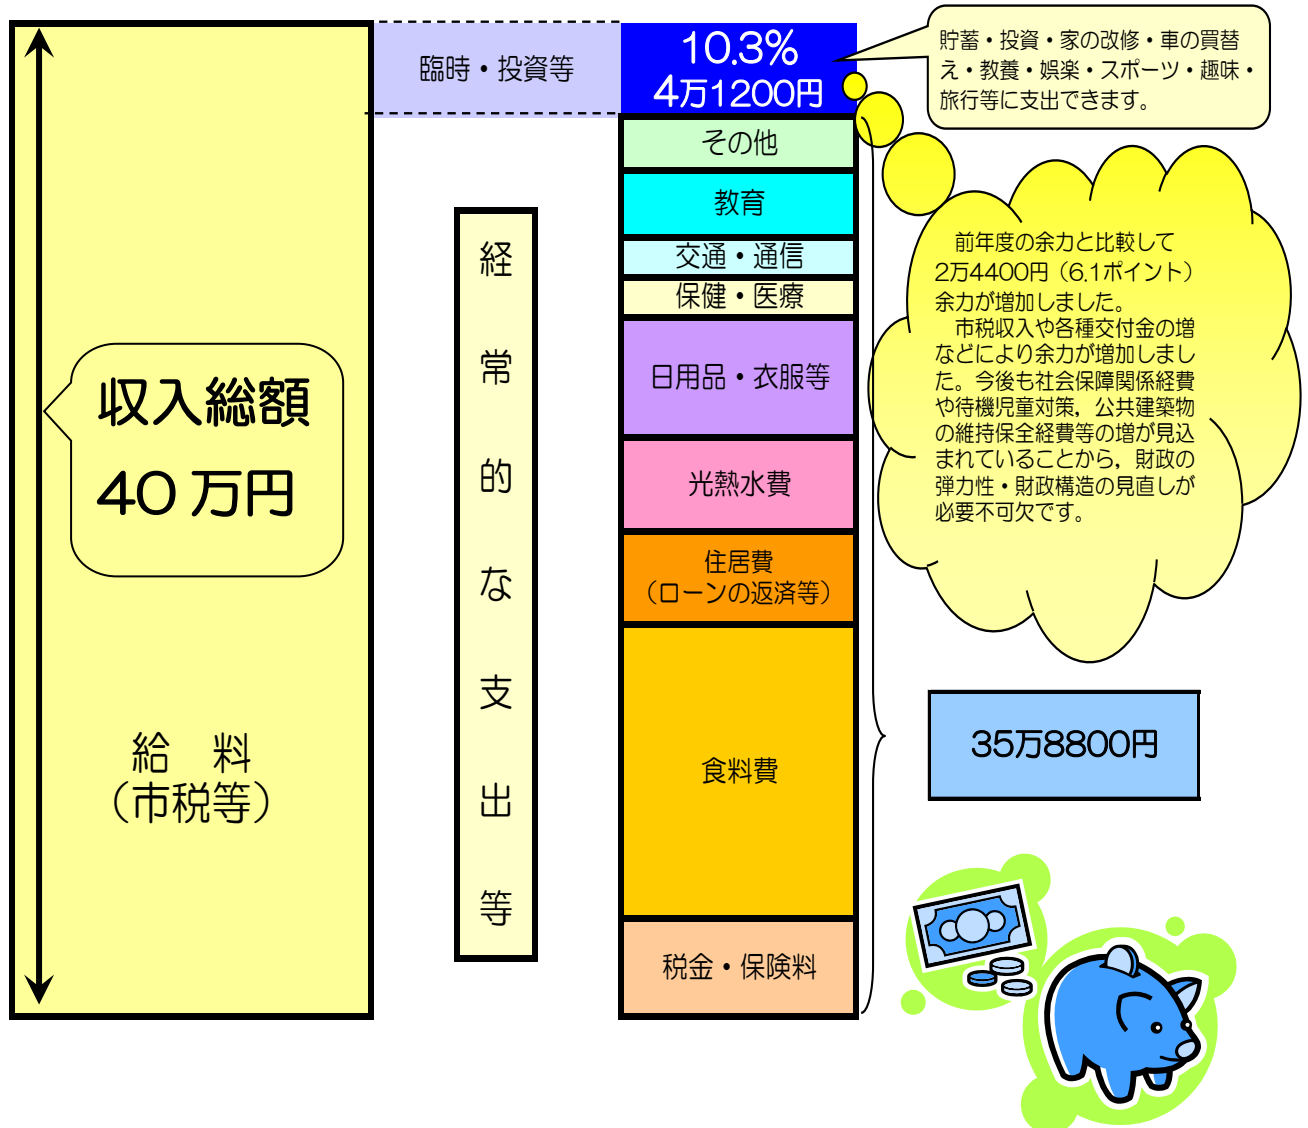 臨時・投資等
10.3%
4万1200円
貯蓄・投資・家の改修・車の買替
え・教養・娯楽・スポーツ・趣味・
旅行等に支出できます。
その他
教育
交通・通信
保健・医療
日用品・衣服等
光熱水費
住居費
（ローンの返済等）
食料費
税金・保険料
経常的な支出等
収入総額
40万円
給　料
（市税等）
　前年度の余力と比較して
2万4400円（6.1ポイント）
余力が増加しました。
　市税収入や各種交付金の増
などにより余力が増加しまし
た。今後も社会保障関係経費
や待機児童対策，公共建築物
の維持保全経費等の増が見込
まれていることから，財政の
弾力性・財政構造の見直しが
必要不可欠です。
35万8800円